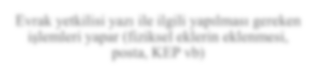 Evrak yetkilisi yazı ile ilgili yapılması gereken
işlemleri yapar (fiziksel eklerin eklenmesi,
posta, KEP vb)